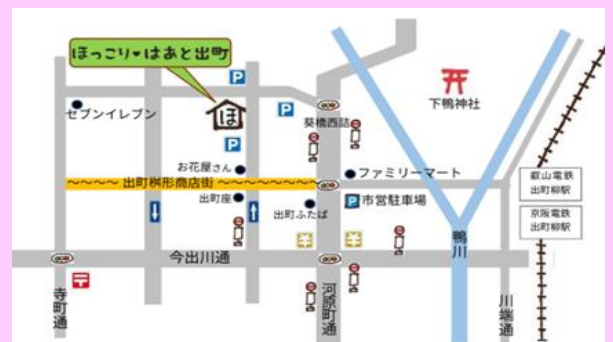 ほっこり♥はあと出町
P
セブンイレブン
ほ
P
葵橋西詰
下鴨神社
P
お花屋さん
ファミリーマート
叡山電鉄
出町柳駅
～～～～ 出町桝形商店街 ～～～～～～～
出町座
出町ふたば
P 市営駐車場
京阪電鉄
出町柳駅
鴨川
今出川通
寺町通
河原町通
川端通